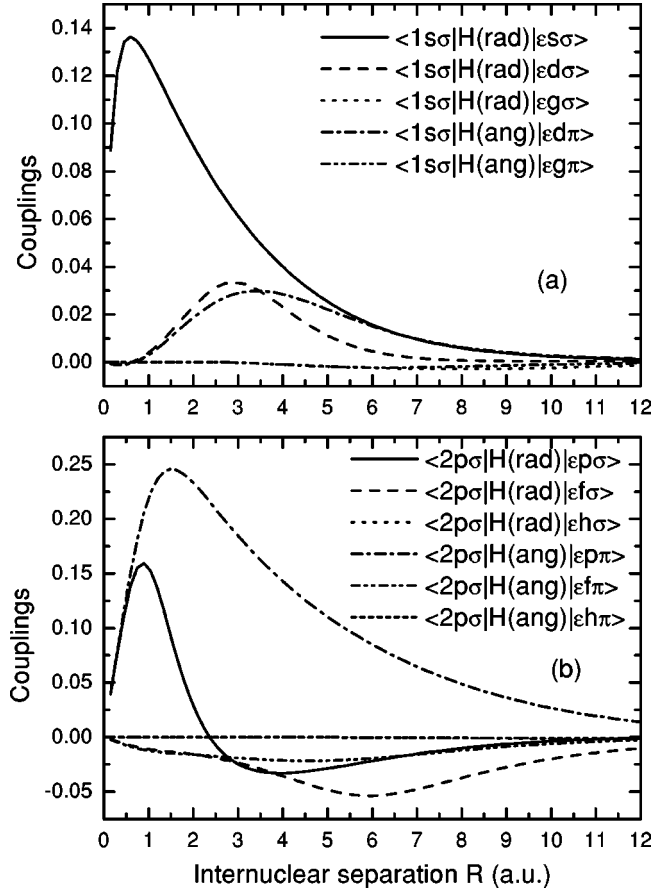 0.14
0.12
0.10
0.08
0.06
0.04
0.02
0.00
Couplings
<1sσ|H(rad)|εsσ>
<1sσ|H(rad)|εdσ>
<1sσ|H(rad)|εgσ>
<1sσ|H(ang)|εdπ>
<1sσ|H(ang)|εgπ>
(a)
0 1 2 3 4 5 6 7 8 9 10 11 12
0.25
0.20
0.15
0.10
0.05
0.00
-0.05
Couplings
<2pσ|H(rad)|εpσ>
<2pσ|H(rad)|εfσ>
<2pσ|H(rad)|εhσ>
<2pσ|H(ang)|εpπ>
<2pσ|H(ang)|εfπ>
<2pσ|H(ang)|εhπ>
(b)
0 1 2 3 4 5 6 7 8 9 10 11 12
Internuclear separation R (a.u.)